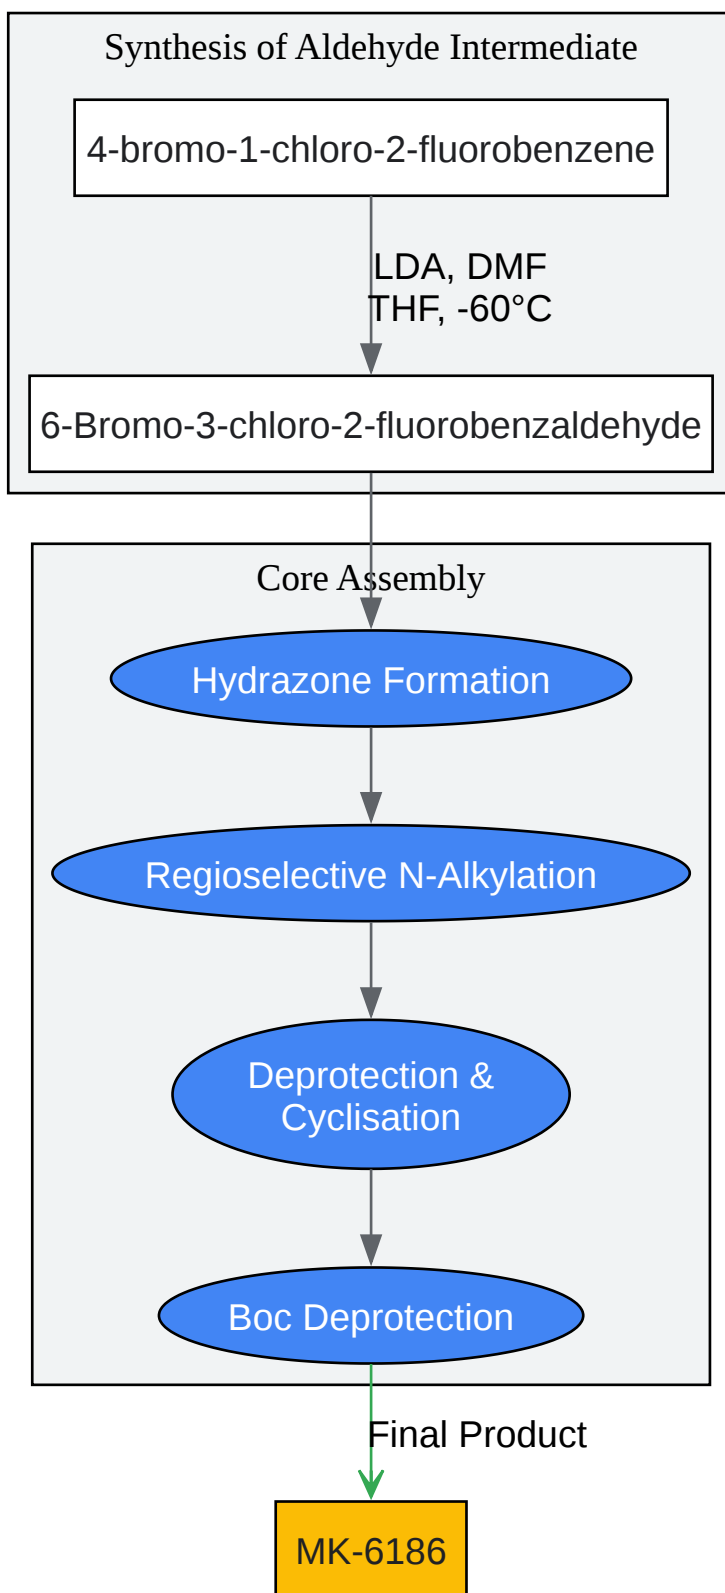 Synthesis of Aldehyde Intermediate
4-bromo-1-chloro-2-fluorobenzene
LDA, DMF
THF, -60°C
6-Bromo-3-chloro-2-fluorobenzaldehyde
Core Assembly
Hydrazone Formation
Regioselective N-Alkylation
Deprotection &
Cyclisation
Boc Deprotection
Final Product
MK-6186